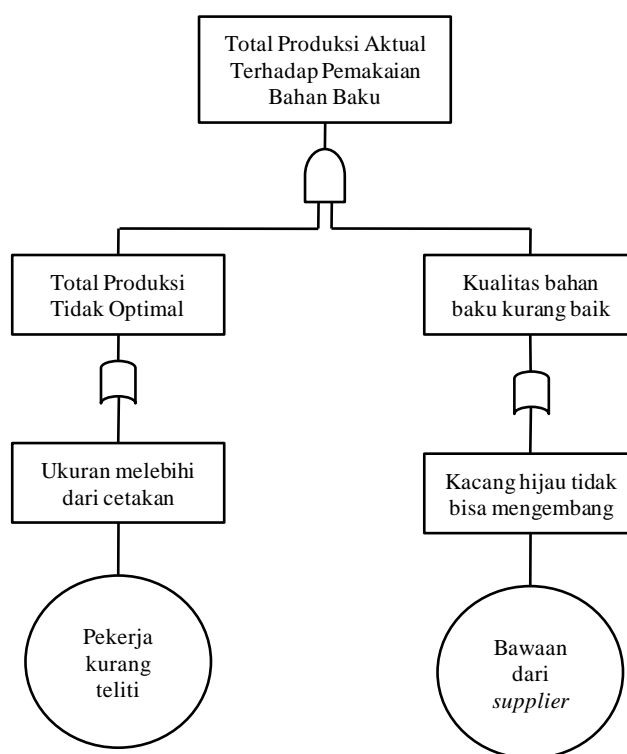 Total Produksi Aktual
Terhadap Pemakaian
Bahan Baku
Total Produksi
Tidak Optimal
Kualitas bahan
baku kurang baik
Ukuran melebihi
dari cetakan
Kacang hijau tidak
bisa mengembang
Pekerja
kurang
teliti
Bawaan
dari
supplier